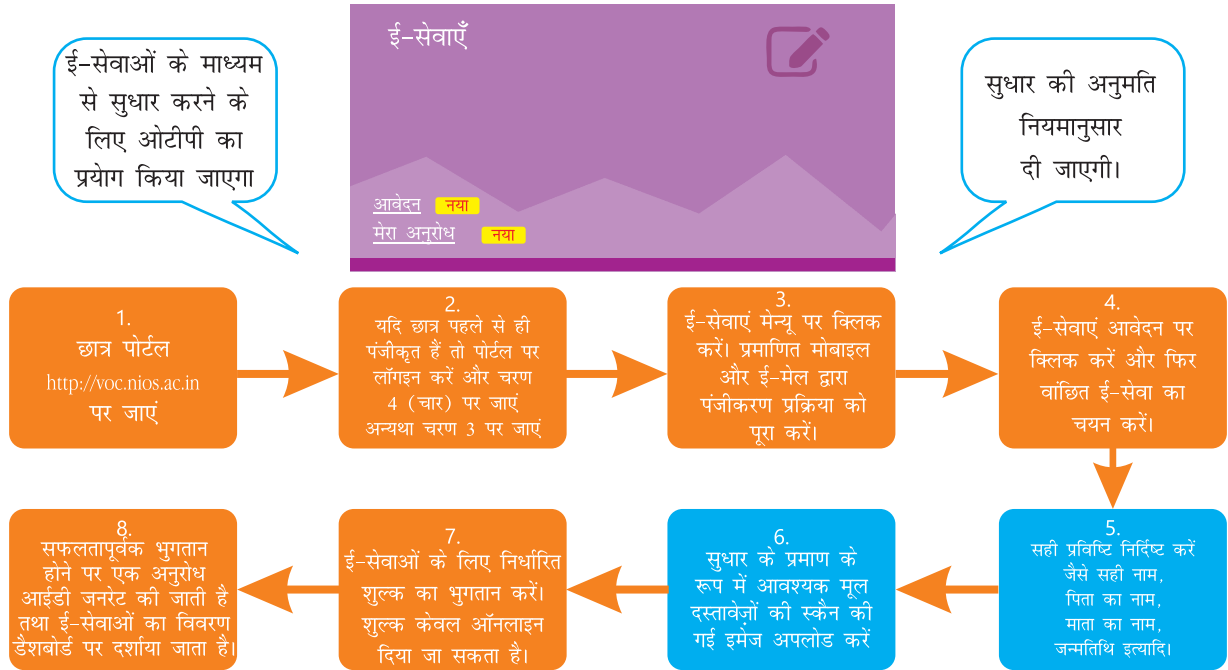 ई-सेवाओं के माध्यम
से सुधार करने के
लिए ओटीपी का
प्रयेाग किया जाएगा
ई-सेवाएँ
आवेदन नया
मेरा अनुरोध नया
सुधार की अनुमति
नियमानुसार
दी जाएगी।
1.
छात्र पोर्टल
http://voc.nios.ac.in
पर जाएं
2.
यदि छात्र पहले से ही
पंजीकृत हैं तो पोर्टल पर
लॉगइन करें और चरण
4 (चार) पर जाएं
अन्यथा चरण 3 पर जाएं
3.
ई-सेवाएं मेन्यू पर क्लिक
करें। प्रमाणित मोबाइल
और ई-मेल द्वारा
पंजीकरण प्रक्रिया को
पूरा करें।
4.
ई-सेवाएं आवेदन पर
क्लिक करें और फिर
वांछित ई-सेवा का
चयन करें।
5.
सही प्रविष्टि निर्दिष्ट करें
जैसे सही नाम,
पिता का नाम,
माता का नाम,
जन्मतिथि इत्यादि।
6.
सुधार के प्रमाण के
रूप में आवश्यक मूल
दस्तावेज़ों की स्कैन की
गई इमेज अपलोड करें
7.
ई-सेवाओं के लिए निर्धारित
शुल्क का भुगतान करें।
शुल्क केवल ऑनलाइन
दिया जा सकता है।
8.
सफलतापूर्वक भुगतान
होने पर एक अनुरोध
आईडी जनरेट की जाती है
तथा ई-सेवाओं का विवरण
डैशबोर्ड पर दर्शाया जाता है।